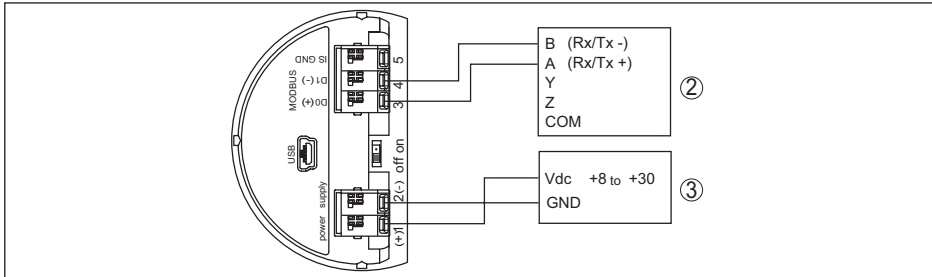 IS GND
MODBUS
D1(-)
D0(+)
5
4
3
USB
off on
power supply
2(-)
(+)1
B (Rx/Tx -)
A (Rx/Tx +)
Y
Z
COM
②
Vdc +8 to +30
GND
③